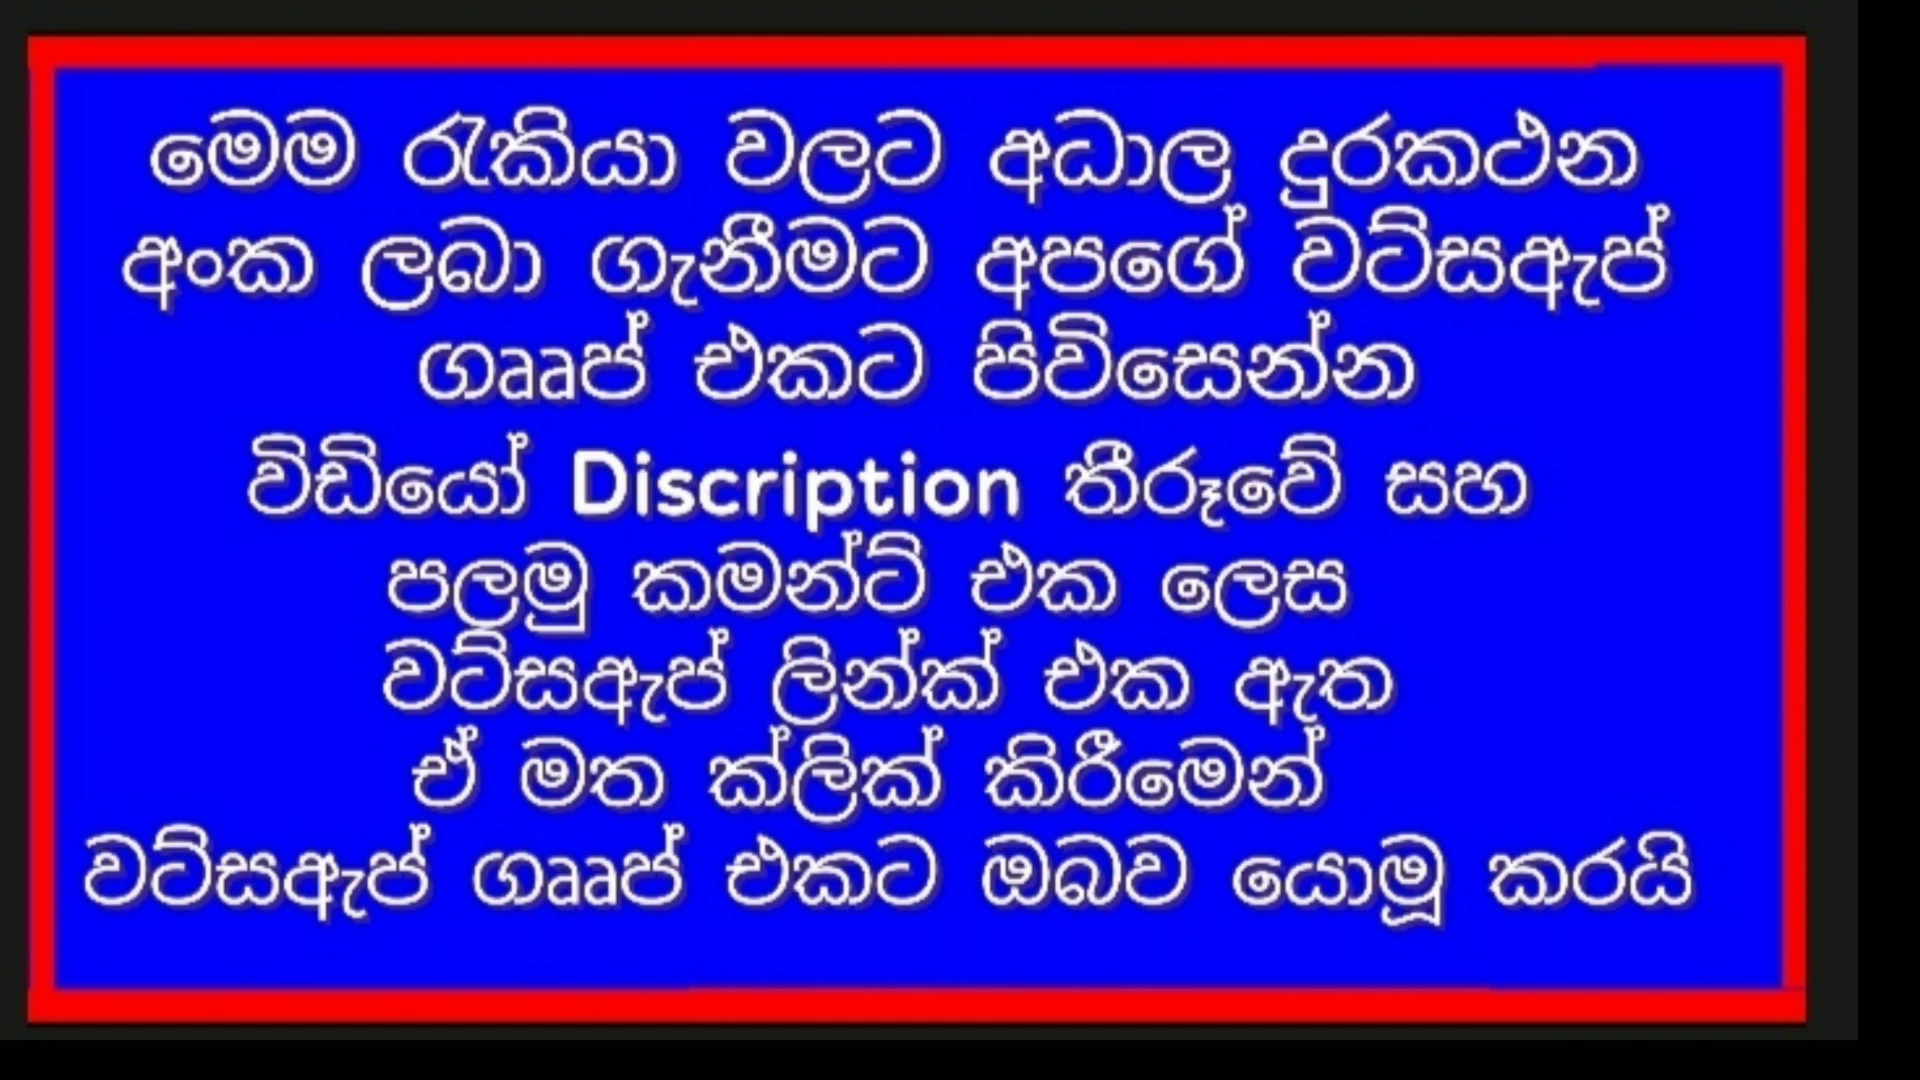 මෙම රැකියා වලට අධාල දුරකථන
අංක ලබා ගැනීමට අපගේ වට්සඇප්
ගෲප් එකට පිවිසෙන්න
විඩියෝ Discription තීරුවේ සහ
පලමු කමන්ට් එක ලෙස
වට්සඇප් ලින්ක් එක ඇත
ඒ මත ක්ලික් කිරීමෙන්
වට්සඇප් ගෲප් එකට ඔබව යොමූ කරයි